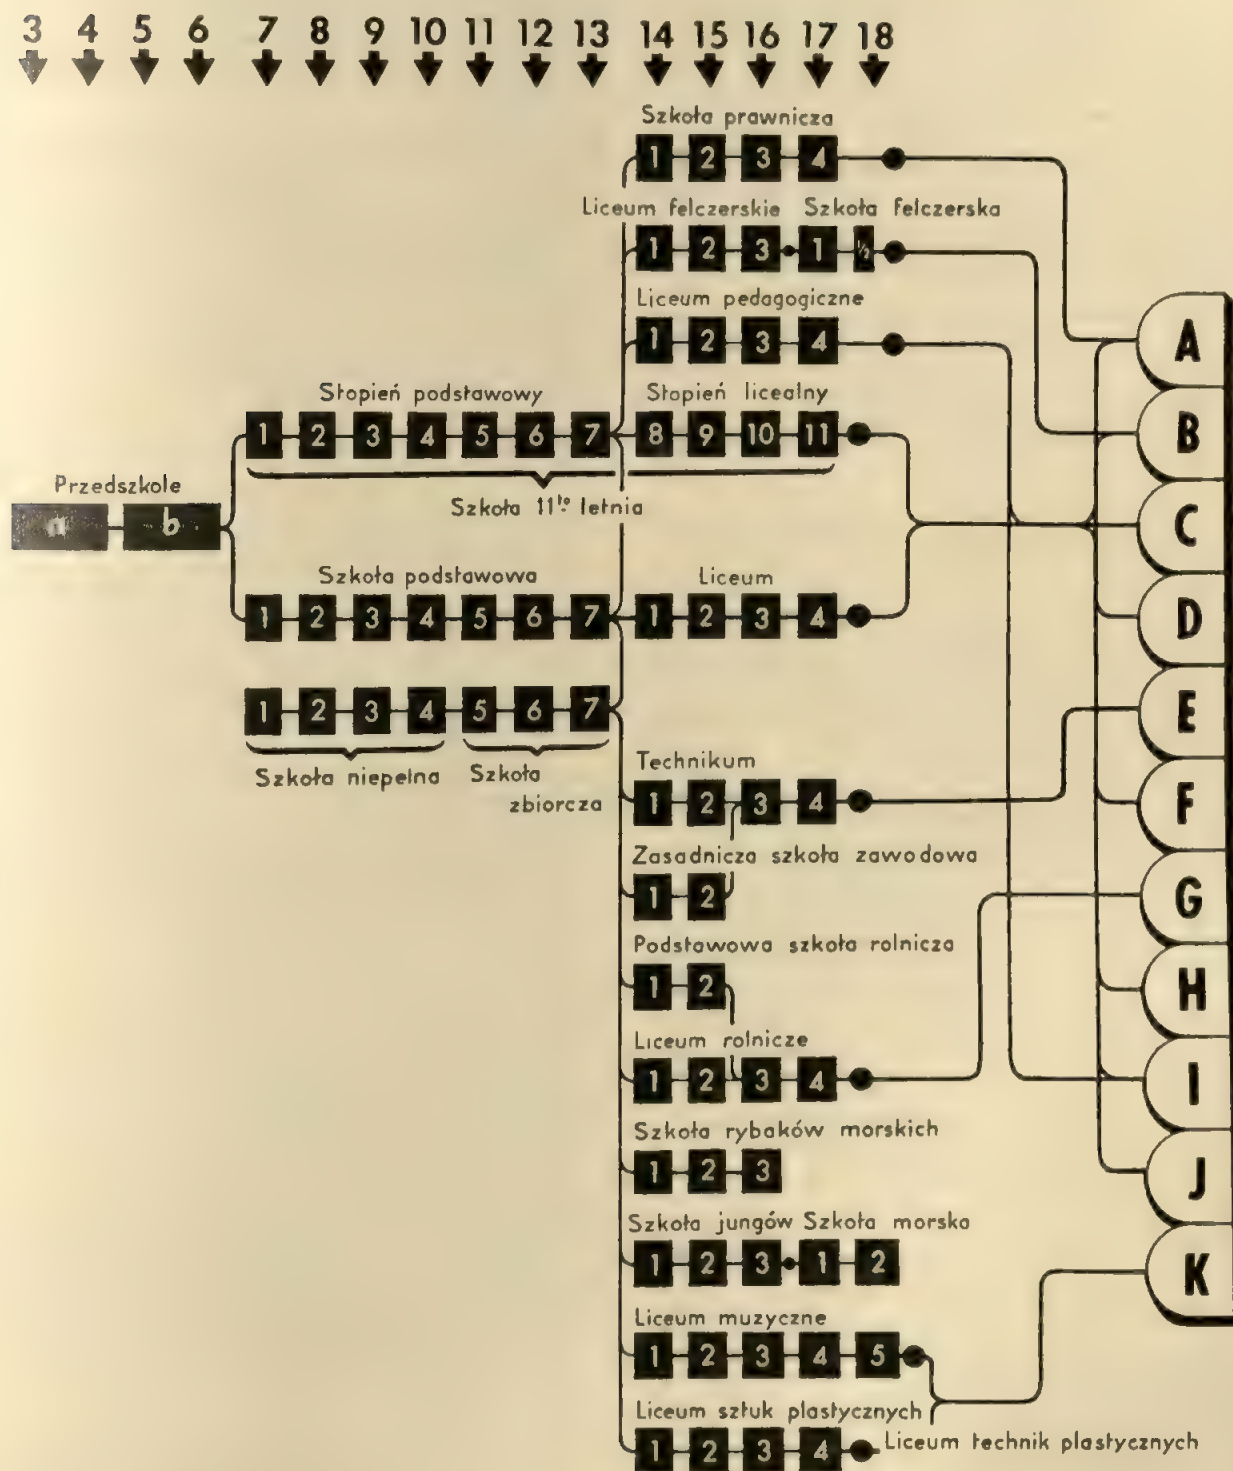 3 4 5 6 7 8 9 10 11 12 13 14 15 16 17 18
Szkoła prawnicza
1 2 3 4
Liceum felczerskie Szkoła felczerska
1 2 3 1 ½
Liceum pedagogiczne
1 2 3 4
A
Stopień podstawowy Stopień licealny
1 2 3 4 5 6 7 8 9 10 11
B
Szkoła 11to letnia
Przedszkole
a b
C
Szkoła podstawowa Liceum
1 2 3 4 5 6 7 1 2 3 4
D
1 2 3 4 5 6 7
E
Szkoła niepełna Szkoła
zbiorcza
Technikum
1 2 3 4
F
Zasadnicza szkoła zawodowa
1 2
G
Podstawowa szkoła rolnicza
1 2
H
Liceum rolnicze
1 2 3 4
I
Szkoła rybaków morskich
1 2 3
J
Szkoła jungów Szkoła morska
1 2 3 1 2
K
Liceum muzyczne
1 2 3 4 5
Liceum sztuk plastycznych
1 2 3 4 Liceum technik plastycznych